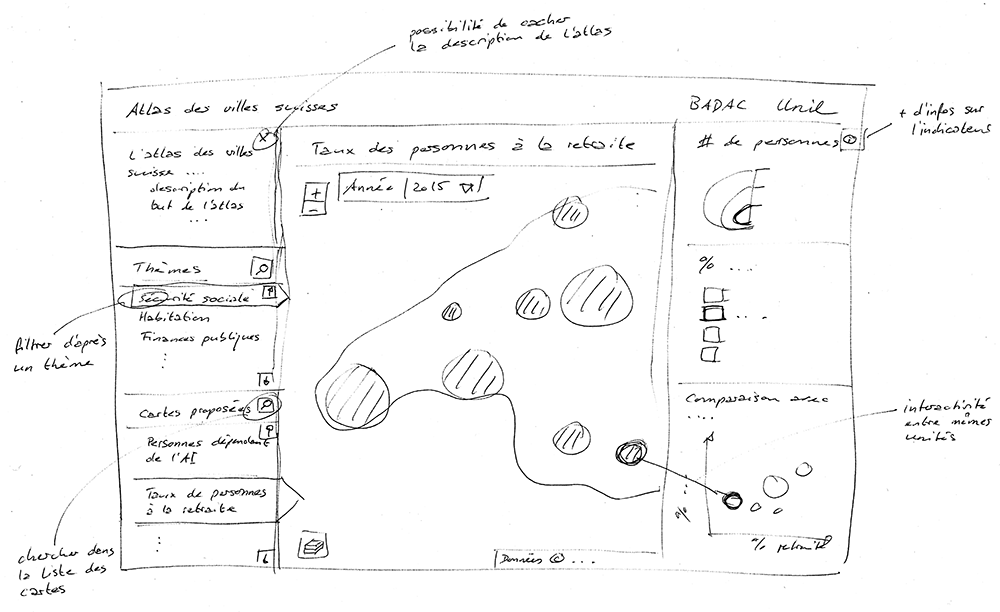 possibilité de cacher
la description de l'atlas
Atlas des villes suisses
BADAC Unil
+ d'infos sur
l'indicateur
X
L'atlas des villes
suisse ....
description du
but de l'atlas
...
Taux des personnes à la retraite
# de personnes
i
+
-
Année 2015
Thèmes
Sécurité sociale
Habitation
Finances publiques
filtrer d'après
un thème
% ....
....
Cartes proposées
Personnes dépendant
de l'AI
Taux de personnes
à la retraite
Comparaison avec
....
interactivité
entre mêmes
unités
% ...
% retraité
chercher dans
la liste des
cartes
Données © ...